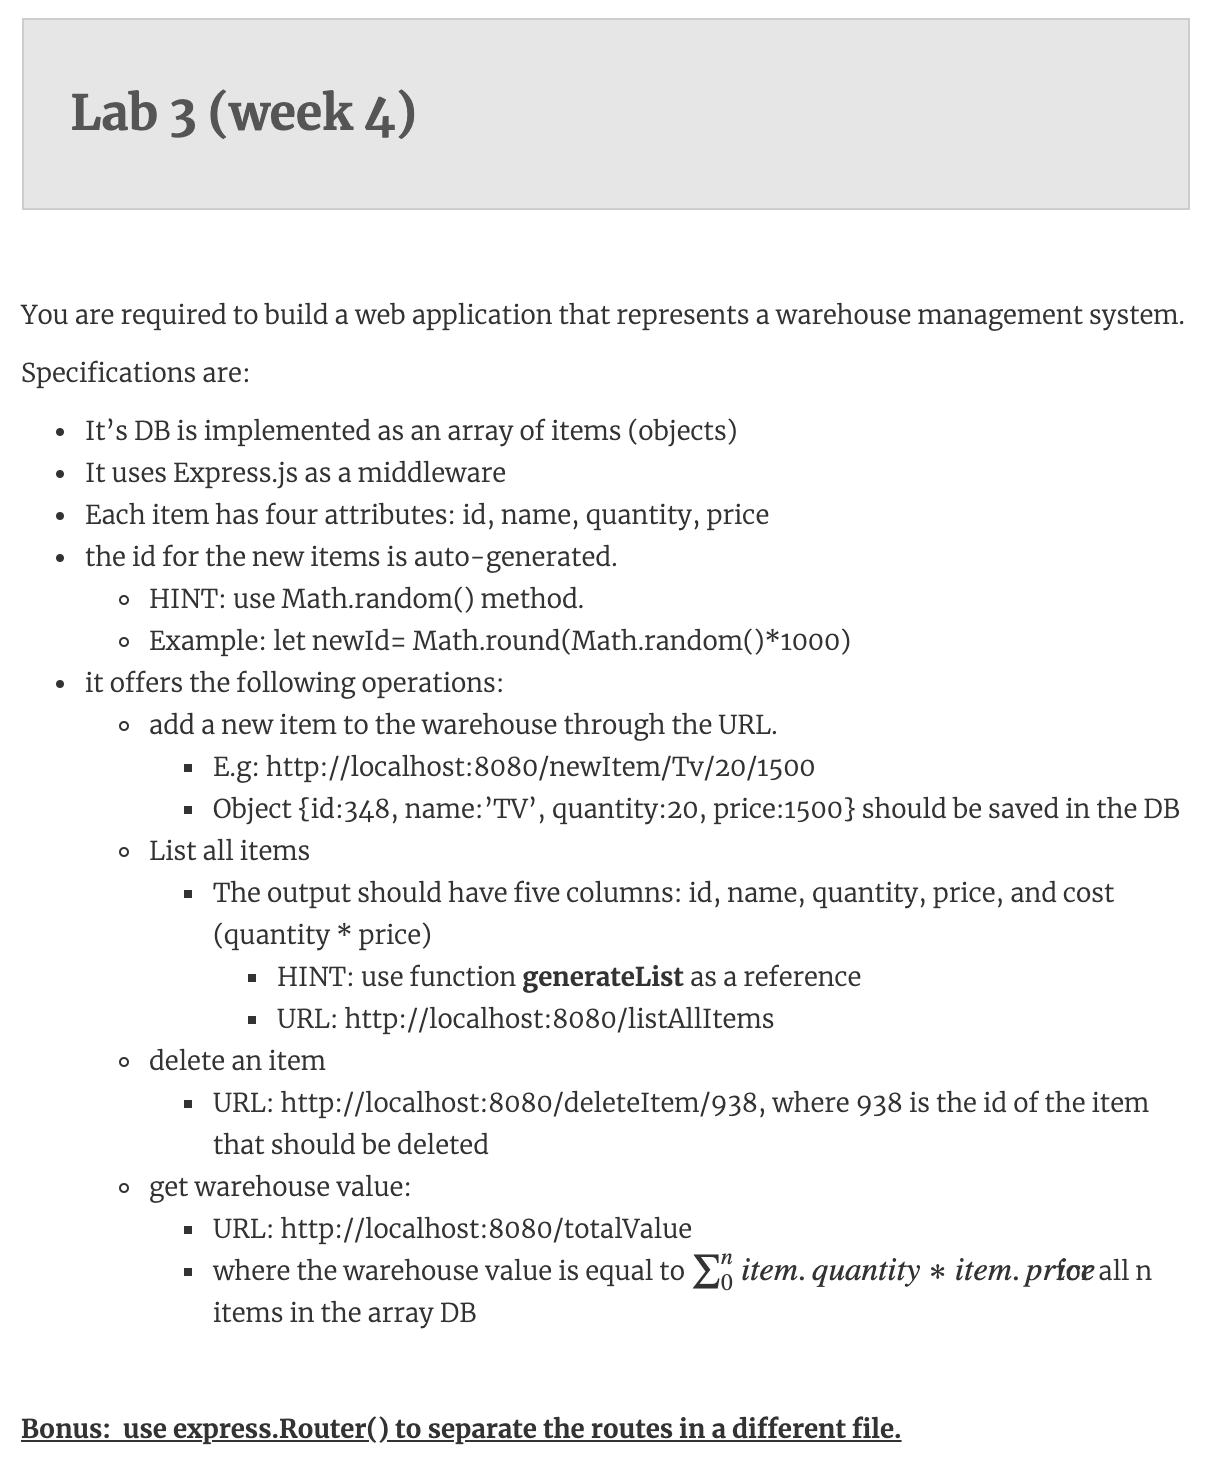 Lab 3 (week 4)
You are required to build a web application that represents a warehouse management system.
Specifications are:
• It’s DB is implemented as an array of items (objects)
• It uses Express.js as a middleware
• Each item has four attributes: id, name, quantity, price
• the id for the new items is auto-generated.
◦ HINT: use Math.random() method.
◦ Example: let newId= Math.round(Math.random()*1000)
• it offers the following operations:
◦ add a new item to the warehouse through the URL.
▪ E.g: http://localhost:8080/newItem/Tv/20/1500
▪ Object {id:348, name:’TV’, quantity:20, price:1500} should be saved in the DB
◦ List all items
▪ The output should have five columns: id, name, quantity, price, and cost
(quantity * price)
▪ HINT: use function generateList as a reference
▪ URL: http://localhost:8080/listAllItems
◦ delete an item
▪ URL: http://localhost:8080/deleteItem/938, where 938 is the id of the item
that should be deleted
◦ get warehouse value:
▪ URL: http://localhost:8080/totalValue
▪ where the warehouse value is equal to ∑₀ⁿ item. quantity * item. price for all n
items in the array DB
Bonus:  use express.Router() to separate the routes in a different file.